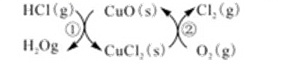 HCl(g) CuO(s) Cl₂(g)
① ②
H₂Og CuCl₂(s) O₂(g)